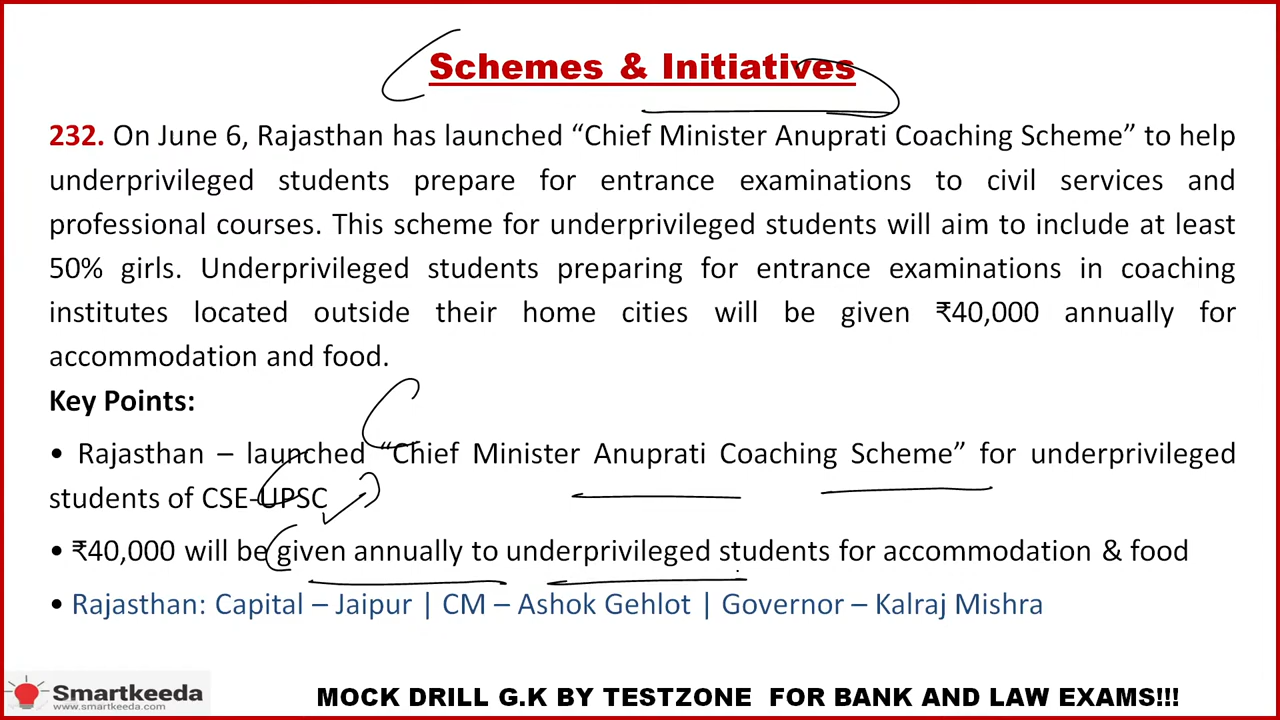 Schemes & Initiatives
232. On June 6, Rajasthan has launched “Chief Minister Anuprati Coaching Scheme” to help
underprivileged students prepare for entrance examinations to civil services and
professional courses. This scheme for underprivileged students will aim to include at least
50% girls. Underprivileged students preparing for entrance examinations in coaching
institutes located outside their home cities will be given ₹40,000 annually for
accommodation and food.
Key Points:
• Rajasthan – launched “Chief Minister Anuprati Coaching Scheme” for underprivileged
students of CSE-UPSC
• ₹40,000 will be given annually to underprivileged students for accommodation & food
• Rajasthan: Capital – Jaipur | CM – Ashok Gehlot | Governor – Kalraj Mishra
Smartkeeda
www.smartkeeda.com
MOCK DRILL G.K BY TESTZONE FOR BANK AND LAW EXAMS!!!